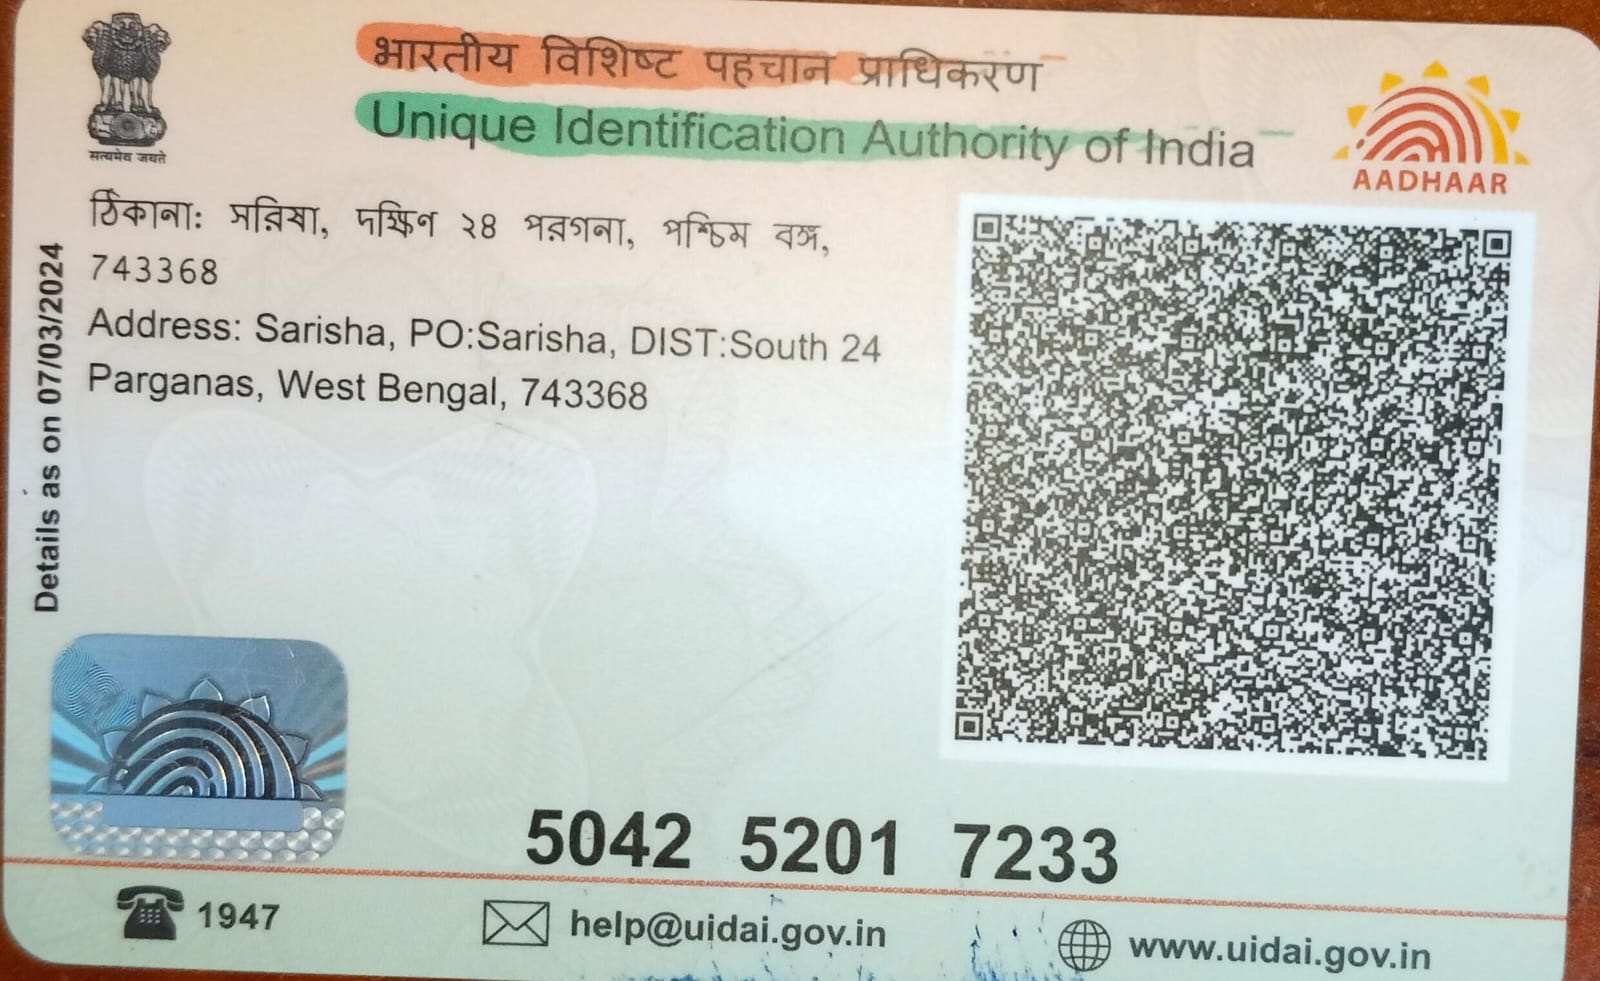 भारतीय विशिष्ट पहचान प्राधिकरण
Unique Identification Authority of India
सत्यमेव जयते
AADHAAR
ঠিকানা: সরিষা, দক্ষিণ ২৪ পরগনা, পশ্চিম বঙ্গ,
743368
Address: Sarisha, PO:Sarisha, DIST:South 24
Parganas, West Bengal, 743368
Details as on 07/03/2024
5042 5201 7233
1947
help@uidai.gov.in
www.uidai.gov.in